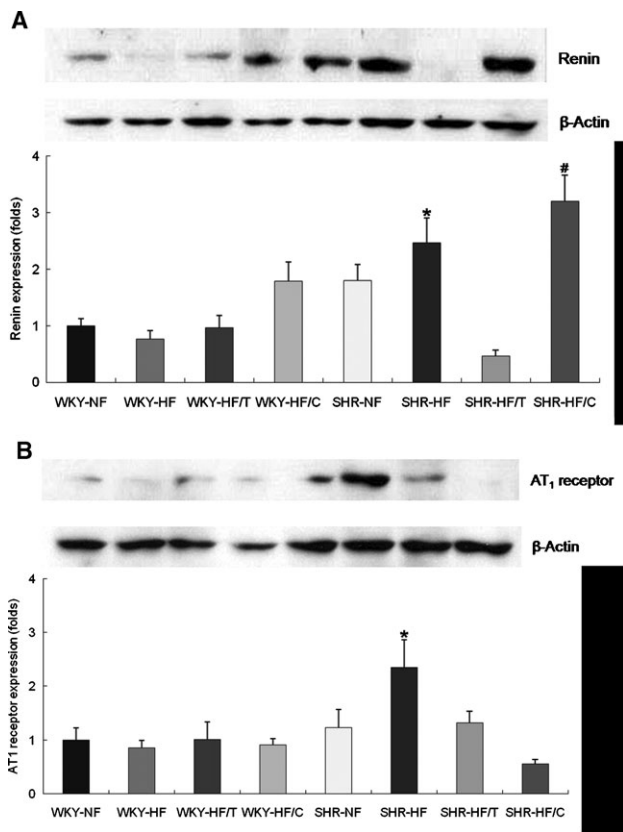 A
Renin
β-Actin
Renin expression (folds)
4
3
2
1
0
*
#
WKY-NF WKY-HF WKY-HF/T WKY-HF/C SHR-NF SHR-HF SHR-HF/T SHR-HF/C
B
AT₁ receptor
β-Actin
AT1 receptor expression (folds)
4
3
2
1
0
*
WKY-NF WKY-HF WKY-HF/T WKY-HF/C SHR-NF SHR-HF SHR-HF/T SHR-HF/C